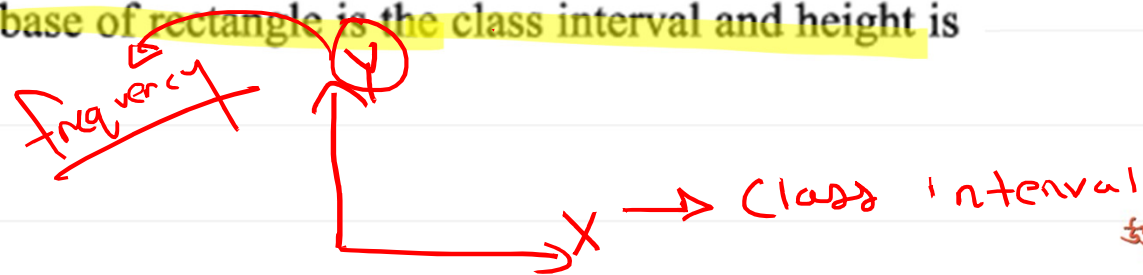 base of rectangle is the class interval and height is
Y
frequency
X → Class interval